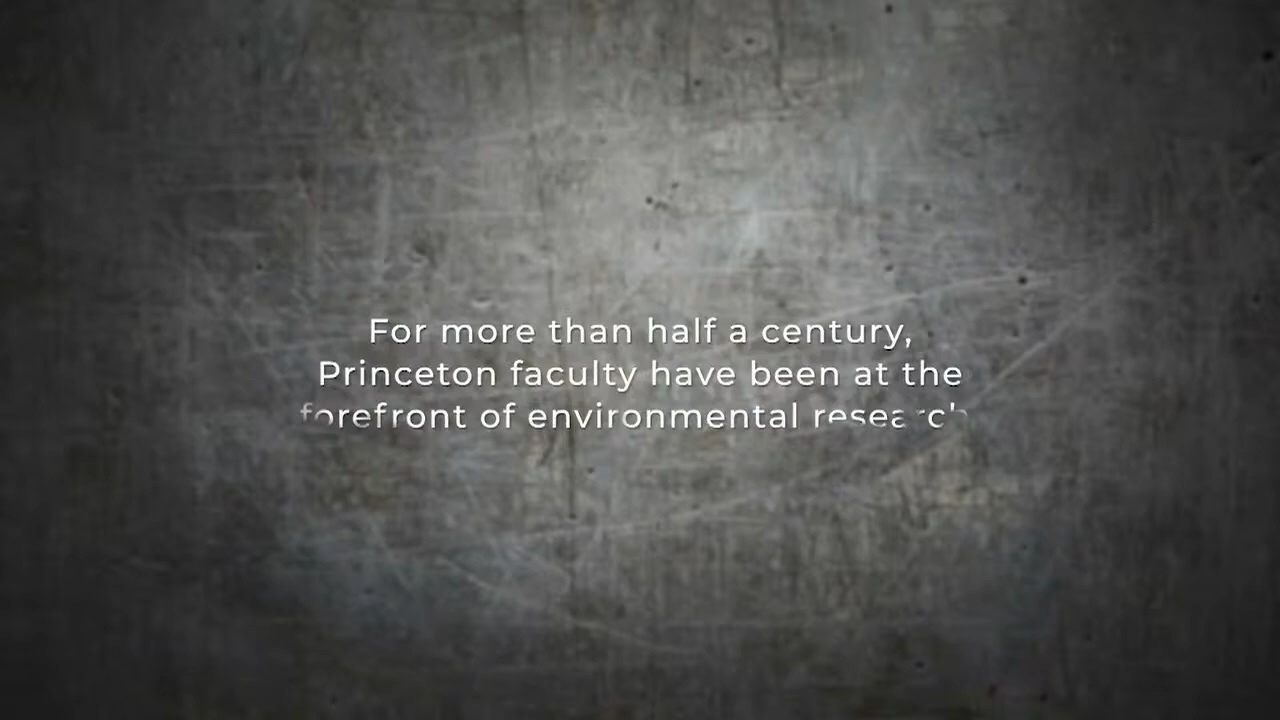 For more than half a century,
Princeton faculty have been at the
forefront of environmental research